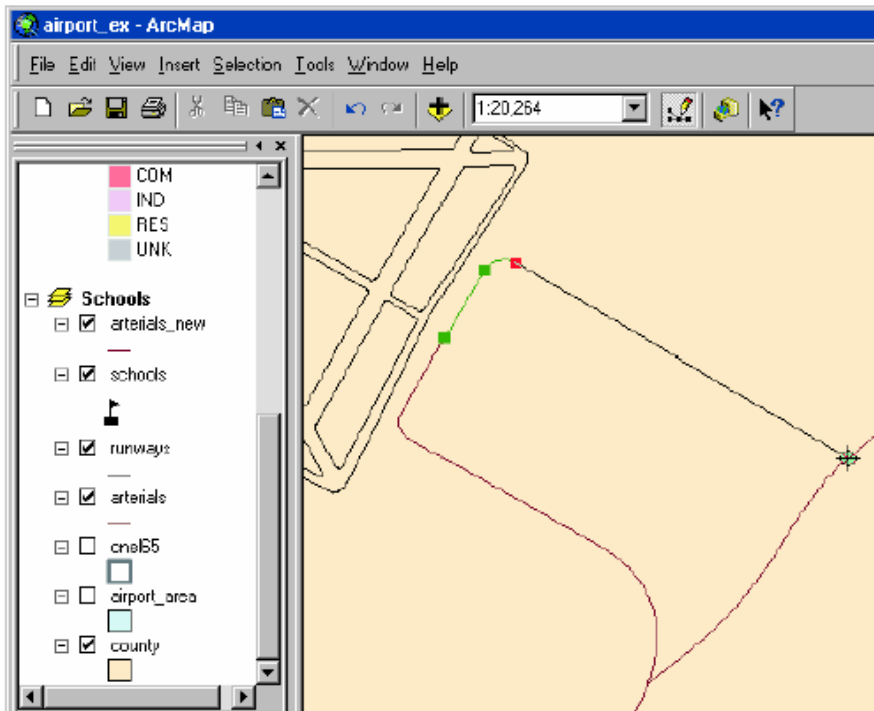 airport_ex - ArcMap
File Edit View Insert Selection Tools Window Help
1:20,264
COM
IND
RES
UNK
Schools
arterials_new
schools
runways
arterials
cnel65
airport_area
county